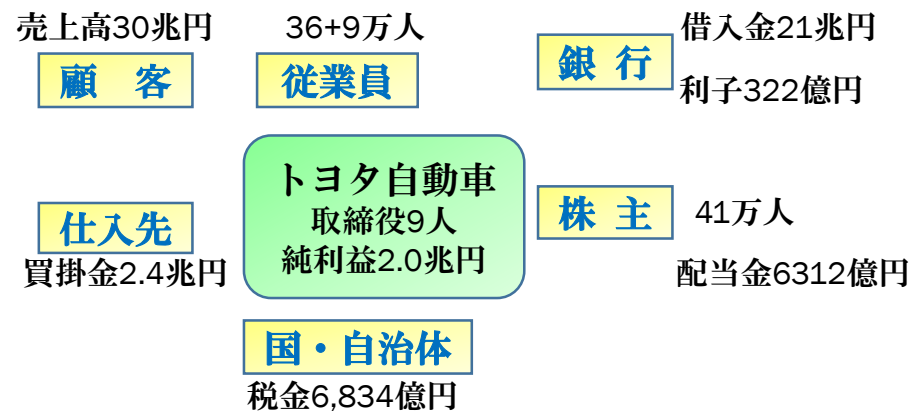 売上高30兆円
36+9万人
借入金21兆円
顧 客
従業員
銀 行
利子322億円
トヨタ自動車
取締役9人
純利益2.0兆円
仕入先
買掛金2.4兆円
株 主
41万人
配当金6312億円
国・自治体
税金6,834億円